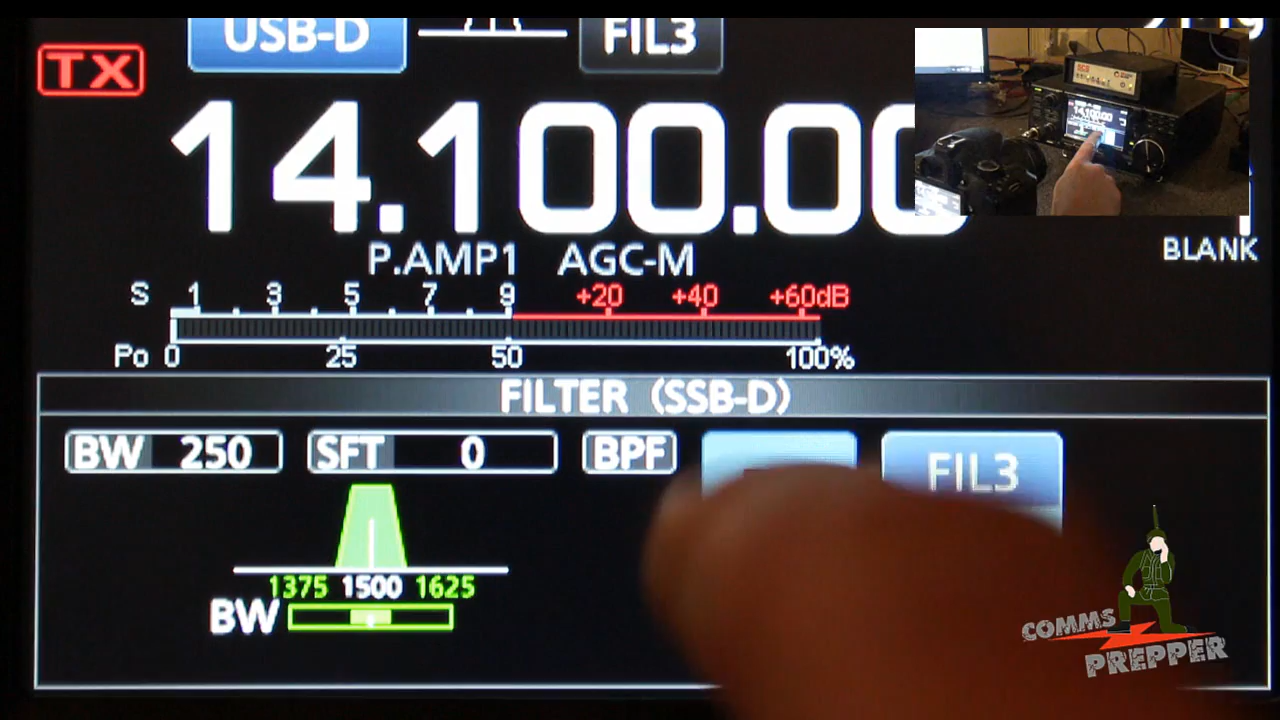 USB-D FIL3
TX
14.100.00
P.AMP1 AGC-M
BLANK
S 1 3 5 7 9 +20 +40 +60dB
Po 0 25 50 100%
FILTER (SSB-D)
BW 250 SFT 0 BPF FIL3
1375 1500 1625
BW
COMMS
PREPPER